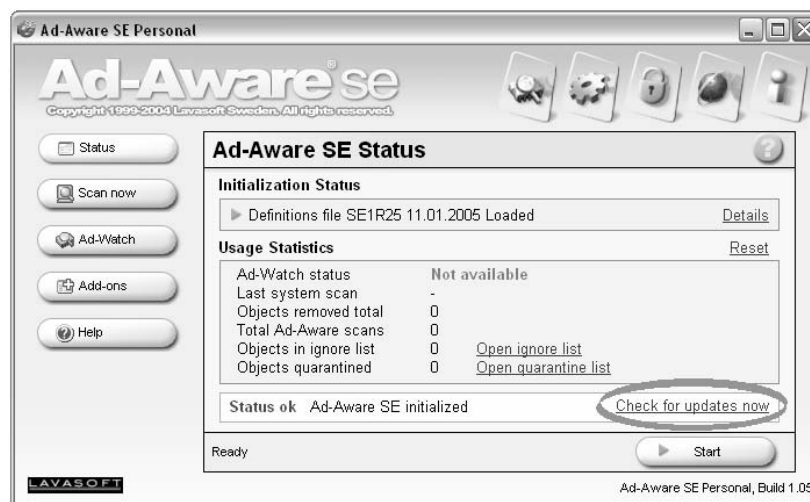 Ad-Aware SE Personal
Ad-Aware se
Copyright 1999-2004 Lavasoft Sweden. All rights reserved.
Status
Scan now
Ad-Watch
Add-ons
Help
Ad-Aware SE Status
Initialization Status
Definitions file SE1R25 11.01.2005 Loaded Details
Usage Statistics Reset
Ad-Watch status Not available
Last system scan -
Objects removed total 0
Total Ad-Aware scans 0
Objects in ignore list 0 Open ignore list
Objects quarantined 0 Open quarantine list
Status ok Ad-Aware SE initialized Check for updates now
Ready Start
LAVASOFT
Ad-Aware SE Personal, Build 1.05